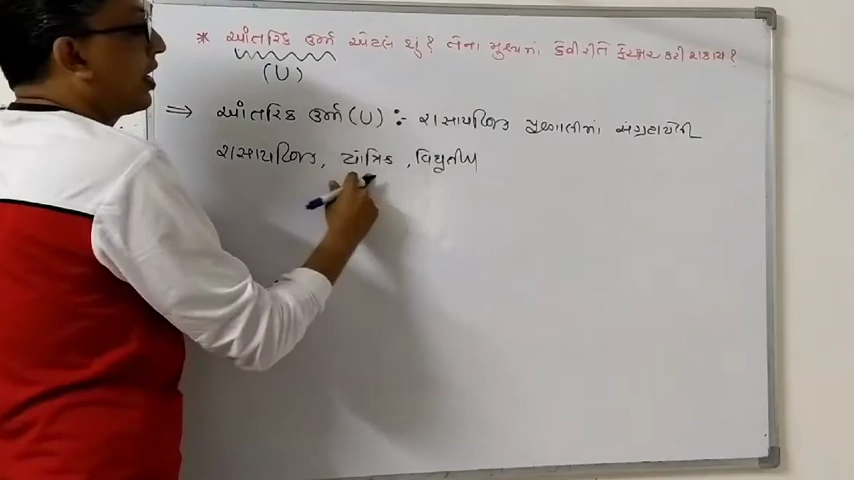 * આંતરિક ઉર્જા એટલે શું? તેના મુલ્યમાં કેવી રીતે ફેરફાર કરી શકાય?
(U)
⇒ આંતરિક ઉર્જા (U) :- રાસાયણિક પ્રણાલીમાં સંગ્રહાયેલી
રાસાયણિક, યાંત્રિક, વિદ્યુતીય